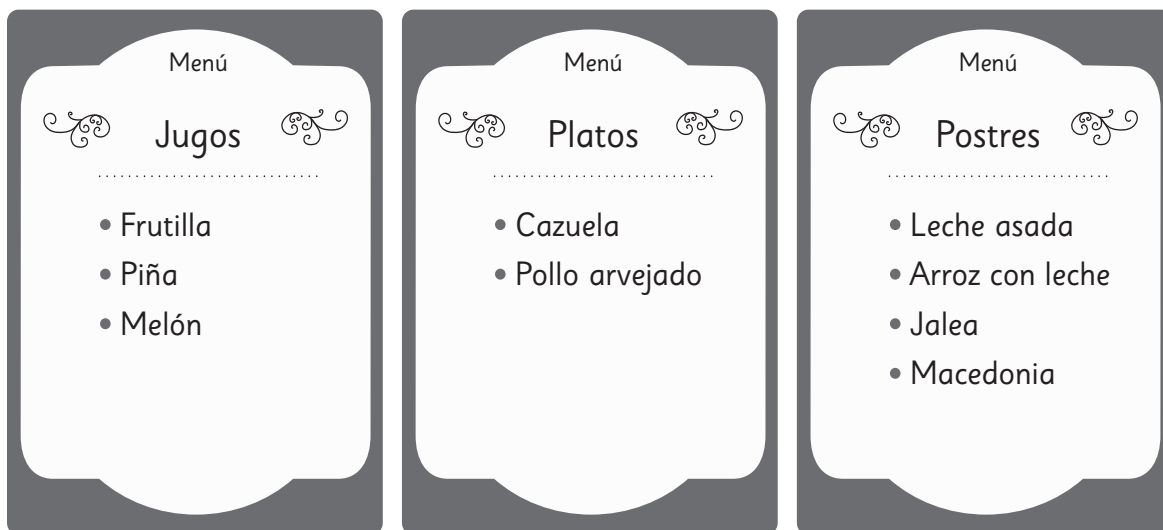 Menú
Jugos
• Frutilla
• Piña
• Melón
Menú
Platos
• Cazuela
• Pollo arvejado
Menú
Postres
• Leche asada
• Arroz con leche
• Jalea
• Macedonia